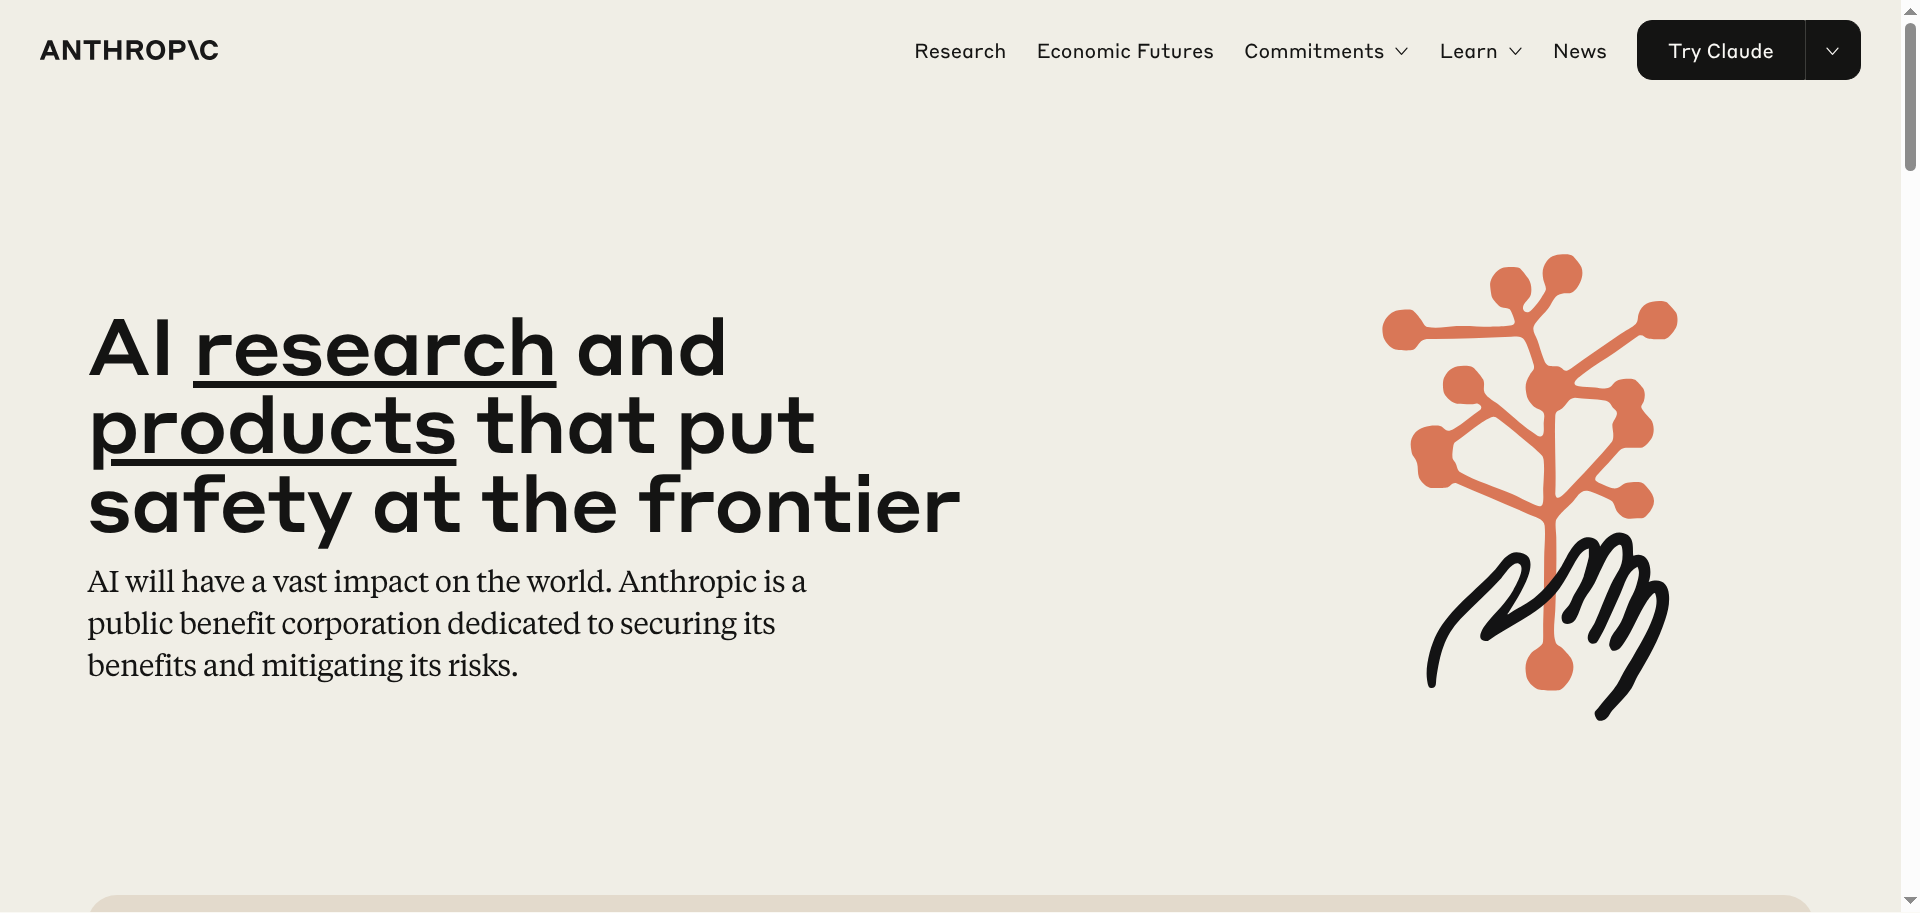 ANTHROP\C
Research Economic Futures Commitments Learn News Try Claude
AI research and
products that put
safety at the frontier
AI will have a vast impact on the world. Anthropic is a
public benefit corporation dedicated to securing its
benefits and mitigating its risks.